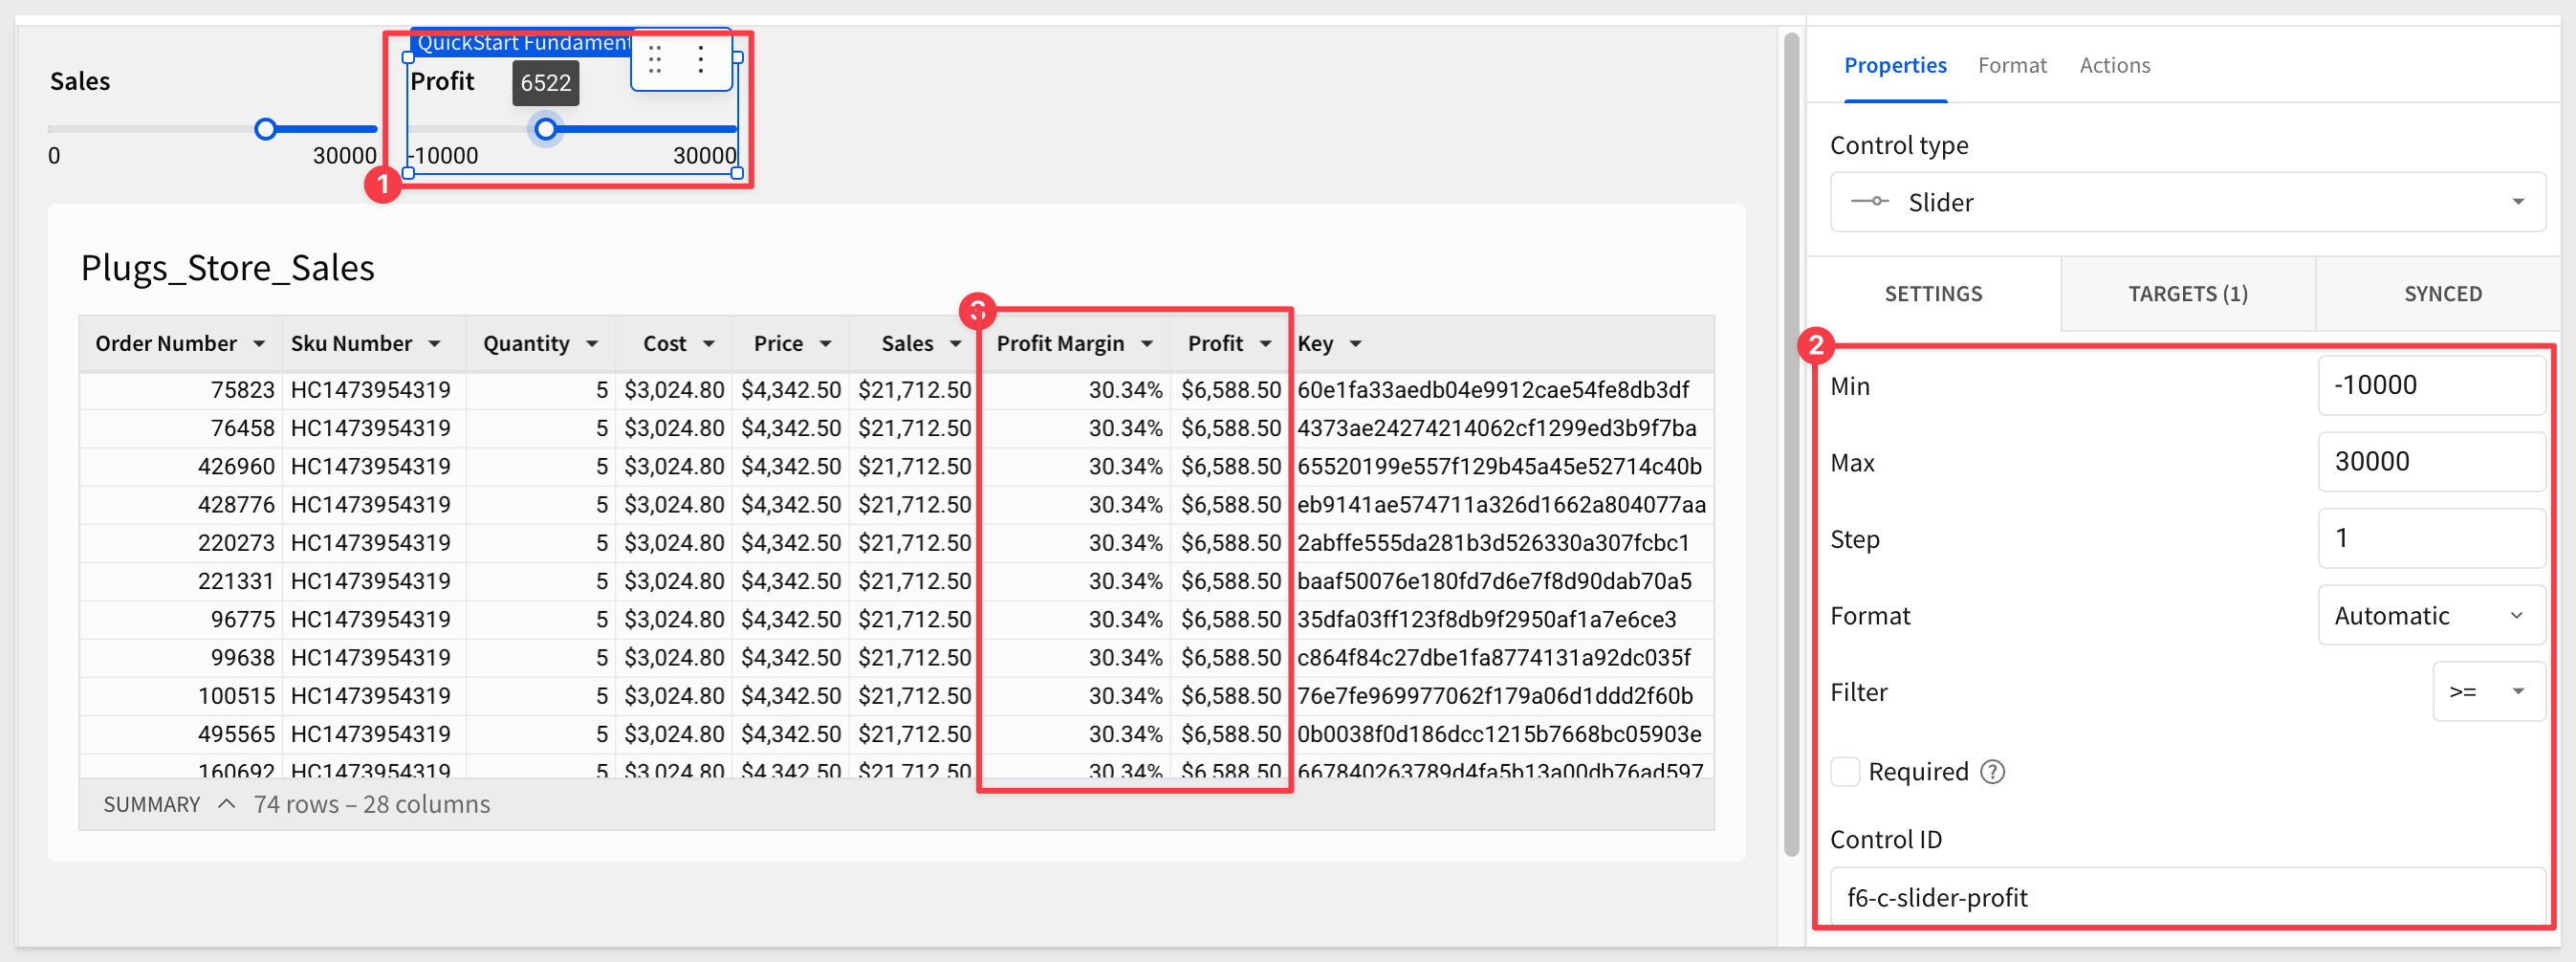 QuickStart Fundament
Sales
Profit
6522
0
30000
-10000
30000
1
Plugs_Store_Sales
3
Order Number Sku Number Quantity Cost Price Sales Profit Margin Profit Key
75823 HC1473954319 5 $3,024.80 $4,342.50 $21,712.50 30.34% $6,588.50 60e1fa33aedb04e9912cae54fe8db3df
76458 HC1473954319 5 $3,024.80 $4,342.50 $21,712.50 30.34% $6,588.50 4373ae24274214062cf1299ed3b9f7ba
426960 HC1473954319 5 $3,024.80 $4,342.50 $21,712.50 30.34% $6,588.50 65520199e557f129b45a45e52714c40b
428776 HC1473954319 5 $3,024.80 $4,342.50 $21,712.50 30.34% $6,588.50 eb9141ae574711a326d1662a804077aa
220273 HC1473954319 5 $3,024.80 $4,342.50 $21,712.50 30.34% $6,588.50 2abffe555da281b3d526330a307fcbc1
221331 HC1473954319 5 $3,024.80 $4,342.50 $21,712.50 30.34% $6,588.50 baaf50076e180fd7d6e7f8d90dab70a5
96775 HC1473954319 5 $3,024.80 $4,342.50 $21,712.50 30.34% $6,588.50 35dfa03ff123f8db9f2950af1a7e6ce3
99638 HC1473954319 5 $3,024.80 $4,342.50 $21,712.50 30.34% $6,588.50 c864f84c27dbe1fa8774131a92dc035f
100515 HC1473954319 5 $3,024.80 $4,342.50 $21,712.50 30.34% $6,588.50 76e7fe969977062f179a06d1ddd2f60b
495565 HC1473954319 5 $3,024.80 $4,342.50 $21,712.50 30.34% $6,588.50 0b0038f0d186dcc1215b7668bc05903e
160692 HC1473954319 5 $3,024.80 $4,342.50 $21,712.50 30.34% $6,588.50 667840263789d4fa5b13a00db76ad597
SUMMARY 74 rows – 28 columns
Properties Format Actions
Control type
Slider
SETTINGS TARGETS (1) SYNCED
2
Min -10000
Max 30000
Step 1
Format Automatic
Filter >=
Required ?
Control ID
f6-c-slider-profit